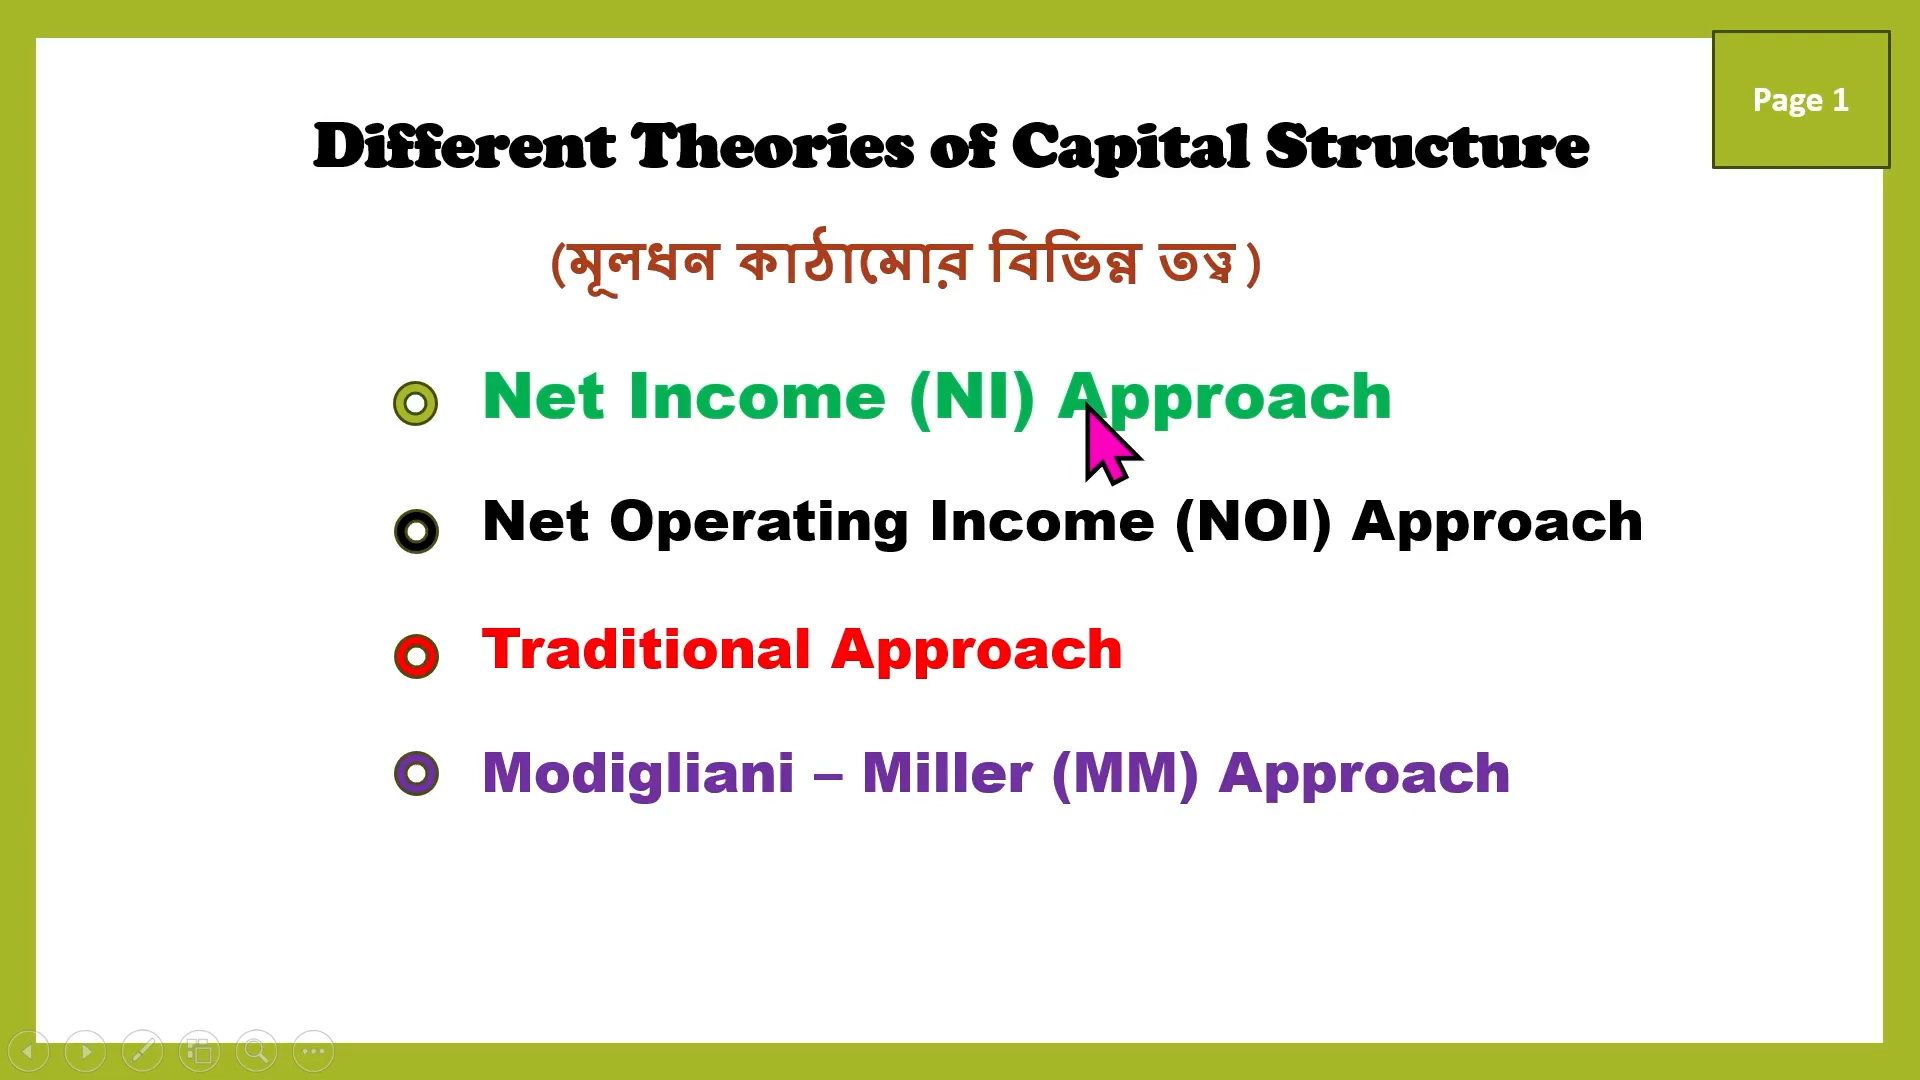 Page 1
Different Theories of Capital Structure
(মূলধন কাঠামোর বিভিন্ন তত্ত্ব)
Net Income (NI) Approach
Net Operating Income (NOI) Approach
Traditional Approach
Modigliani – Miller (MM) Approach